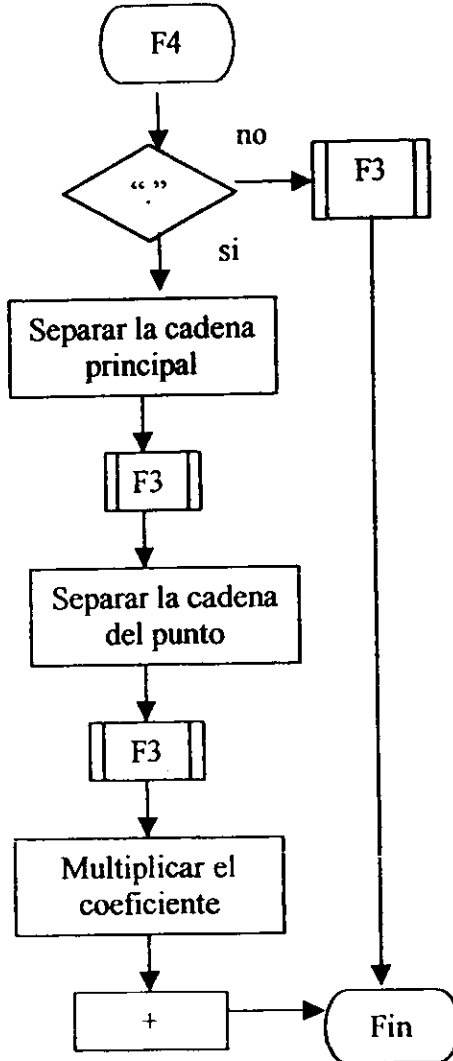 F4
no
F3
“.”
si
Separar la cadena
principal
F3
Separar la cadena
del punto
F3
Multiplicar el
coeficiente
+
Fin